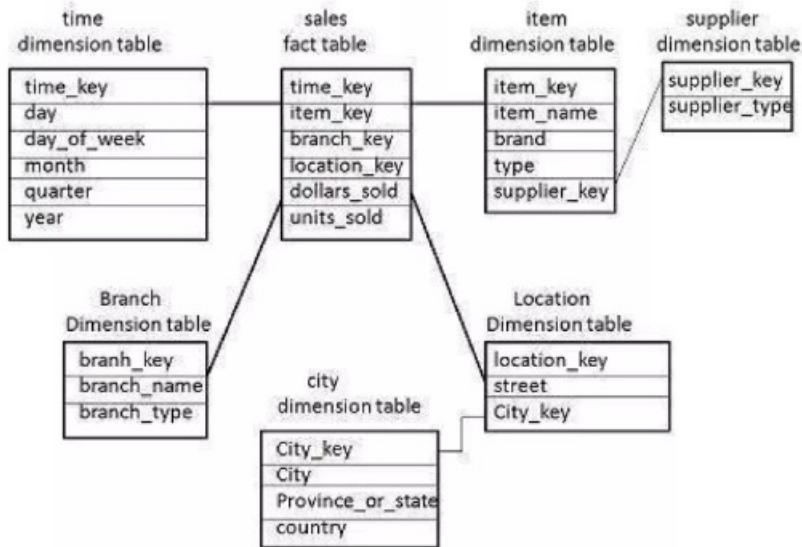 time
dimension table
time_key
day
day_of_week
month
quarter
year
sales
fact table
time_key
item_key
branch_key
location_key
dollars_sold
units_sold
item
dimension table
item_key
item_name
brand
type
supplier_key
supplier
dimension table
supplier_key
supplier_type
Branch
Dimension table
branh_key
branch_name
branch_type
city
dimension table
City_key
City
Province_or_state
country
Location
Dimension table
location_key
street
City_key